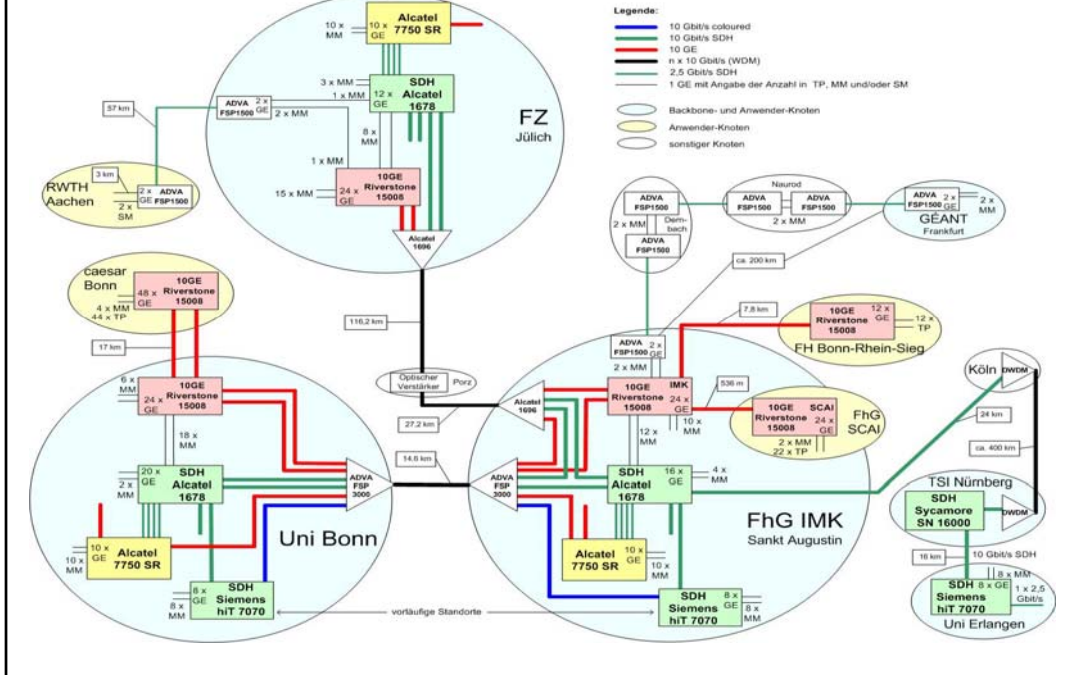 Legende:
10 Gbit/s coloured
10 Gbit/s SDH
10 GE
n x 10 Gbit/s (WDM)
2,5 Gbit/s SDH
1 GE mit Angabe der Anzahl in TP, MM und/oder SM
Backbone- und Anwender-Knoten
Anwender-Knoten
sonstiger Knoten
10 x
MM
10 x
GE
Alcatel
7750 SR
3 x MM
1 x MM
12 x
GE
SDH
Alcatel
1678
FZ
Jülich
ADVA
FSP1500
2 x
GE
2 x MM
8 x
MM
1 x MM
15 x MM
24 x
GE
10GE
Riverstone
15008
Alcatel
1696
57 km
3 km
RWTH
Aachen
2 x
GE
ADVA
FSP1500
2 x
SM
caesar
Bonn
48 x
GE
10GE
Riverstone
15008
4 x MM
44 x TP
17 km
116,2 km
Optischer
Verstärker
Porz
27,2 km
14,6 km
ADVA
FSP1500
2 x MM
Dern-
bach
ADVA
FSP1500
Naurod
ADVA
FSP1500
ADVA
FSP1500
2 x MM
ADVA
FSP1500
2 x
GE
2 x
MM
GÉANT
Frankfurt
ca. 200 km
7,8 km
10GE
Riverstone
15008
12 x
GE
12 x
TP
FH Bonn-Rhein-Sieg
ADVA
FSP1500
2 x
GE
2 x MM
10GE
Riverstone
15008
IMK
24 x
GE
10 x
MM
12 x
MM
536 m
10GE
Riverstone
15008
SCAI
24 x
GE
2 x MM
22 x TP
FhG
SCAI
Alcatel
1696
ADVA
FSP
3000
SDH
Alcatel
1678
16 x
GE
4 x
MM
FhG IMK
Sankt Augustin
Alcatel
7750 SR
10 x
GE
10 x
MM
SDH
Siemens
hiT 7070
8 x
GE
8 x
MM
6 x
MM
24 x
GE
10GE
Riverstone
15008
18 x
MM
20 x
GE
2 x
MM
SDH
Alcatel
1678
ADVA
FSP
3000
Uni Bonn
10 x
GE
Alcatel
7750 SR
10 x
MM
8 x
GE
8 x
MM
SDH
Siemens
hiT 7070
vorläufige Standorte
Köln
DWDM
24 km
ca. 400 km
TSI Nürnberg
SDH
Sycamore
SN 16000
DWDM
16 km
10 Gbit/s SDH
8 x MM
SDH
Siemens
hiT 7070
8 x GE
1 x 2,5
Gbit/s
Uni Erlangen